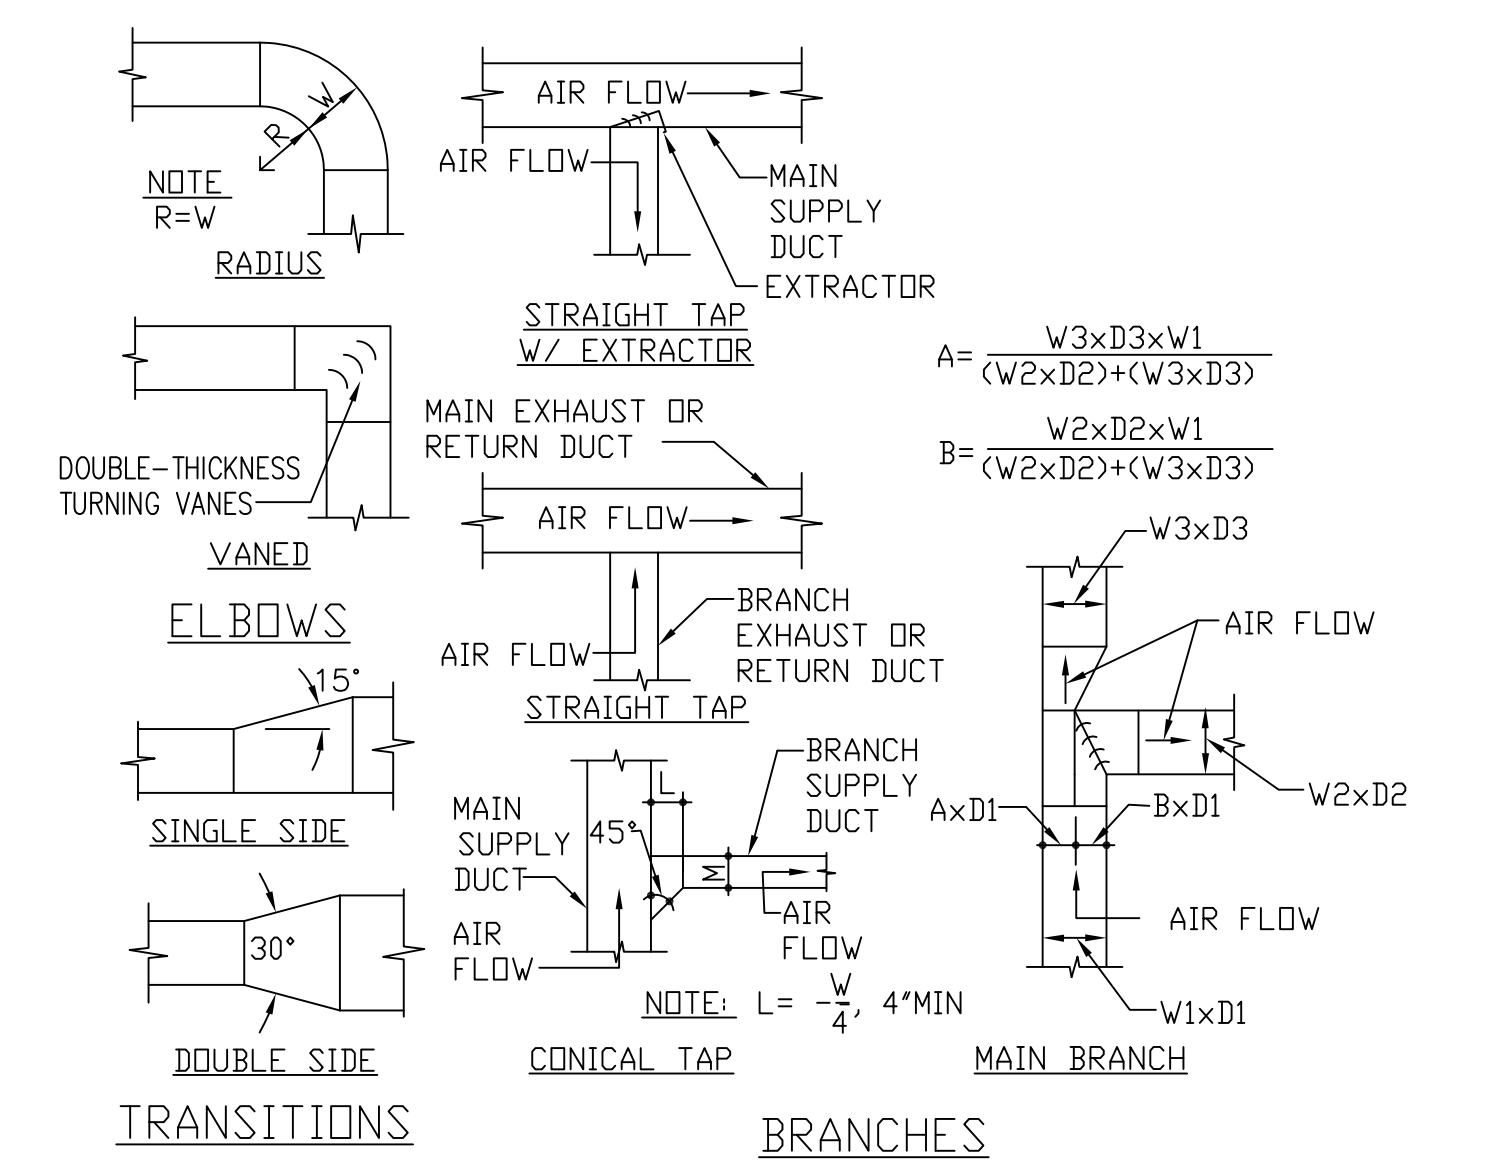 R
W
NOTE
R=W
RADIUS
DOUBLE-THICKNESS
TURNING VANES
VANED
ELBOWS
15°
SINGLE SIDE
30°
DOUBLE SIDE
TRANSITIONS
AIR FLOW
AIR FLOW
MAIN
SUPPLY
DUCT
EXTRACTOR
STRAIGHT TAP
W/ EXTRACTOR
MAIN EXHAUST OR
RETURN DUCT
AIR FLOW
BRANCH
EXHAUST OR
RETURN DUCT
AIR FLOW
STRAIGHT TAP
L
BRANCH
SUPPLY
DUCT
MAIN
SUPPLY
DUCT
45°
M
AIR
FLOW
AIR
FLOW
NOTE: L= -W/4, 4"MIN
CONICAL TAP
A= W3xD3xW1
(W2xD2)+(W3xD3)
B= W2xD2xW1
(W2xD2)+(W3xD3)
W3xD3
AIR FLOW
W2xD2
AxD1
BxD1
AIR FLOW
W1xD1
MAIN BRANCH
BRANCHES